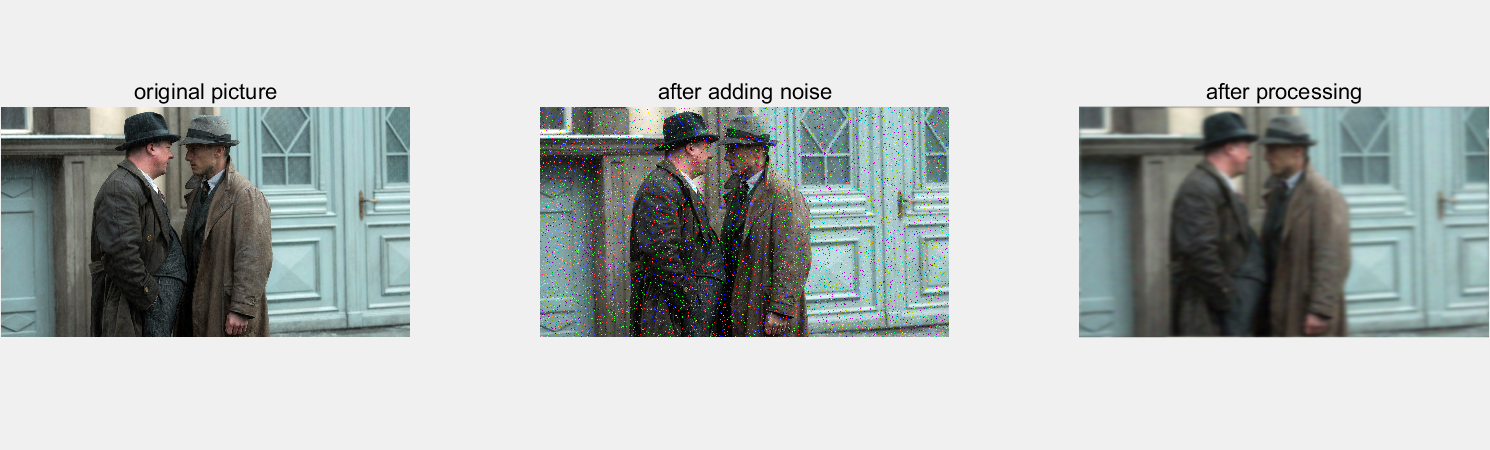 original picture
after adding noise
after processing